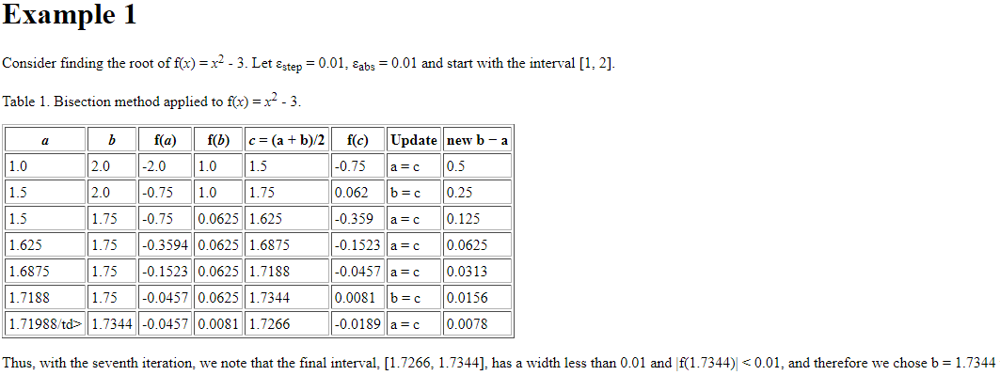 Example 1
Consider finding the root of f(x) = x² - 3. Let εstep = 0.01, εabs = 0.01 and start with the interval [1, 2].
Table 1. Bisection method applied to f(x) = x² - 3.
a b f(a) f(b) c = (a + b)/2 f(c) Update new b − a
1.0 2.0 -2.0 1.0 1.5 -0.75 a = c 0.5
1.5 2.0 -0.75 1.0 1.75 0.062 b = c 0.25
1.5 1.75 -0.75 0.0625 1.625 -0.359 a = c 0.125
1.625 1.75 -0.3594 0.0625 1.6875 -0.1523 a = c 0.0625
1.6875 1.75 -0.1523 0.0625 1.7188 -0.0457 a = c 0.0313
1.7188 1.75 -0.0457 0.0625 1.7344 0.0081 b = c 0.0156
1.71988/td> 1.7344 -0.0457 0.0081 1.7266 -0.0189 a = c 0.0078
Thus, with the seventh iteration, we note that the final interval, [1.7266, 1.7344], has a width less than 0.01 and |f(1.7344)| < 0.01, and therefore we chose b = 1.7344